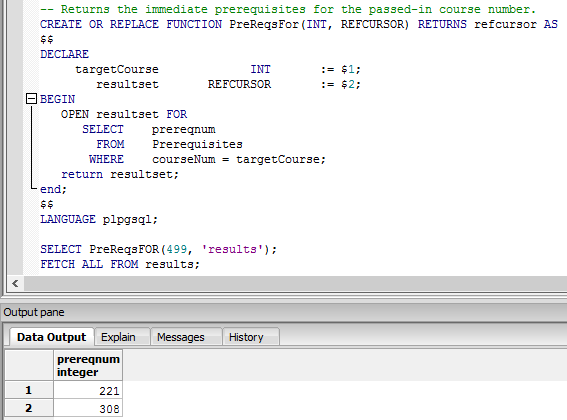 -- Returns the immediate prerequisites for the passed-in course number.
CREATE OR REPLACE FUNCTION PreReqsFor(INT, REFCURSOR) RETURNS refcursor AS
$$
DECLARE
targetCourse INT := $1;
resultset REFCURSOR := $2;
BEGIN
OPEN resultset FOR
SELECT prereqnum
FROM Prerequisites
WHERE courseNum = targetCourse;
return resultset;
end;
$$
LANGUAGE plpgsql;
SELECT PreReqsFOR(499, 'results');
FETCH ALL FROM results;
Output pane
Data Output Explain Messages History
prereqnum
integer
1 221
2 308